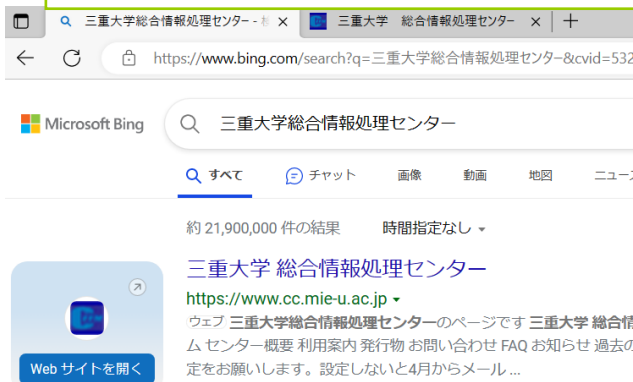 三重大学総合情報処理センター - 
三重大学 総合情報処理センター
https://www.bing.com/search?q=三重大学総合情報処理センター&cvid=532
Microsoft Bing
三重大学総合情報処理センター
すべて チャット 画像 動画 地図 ニュース
約 21,900,000 件の結果 時間指定なし
三重大学 総合情報処理センター
https://www.cc.mie-u.ac.jp
ウェブ 三重大学総合情報処理センターのページです 三重大学 総合情
ム センター概要 利用案内 発行物 お問い合わせ FAQ お知らせ 過去の
Web サイトを開く
定をお願いします。設定しないと4月からメール ...